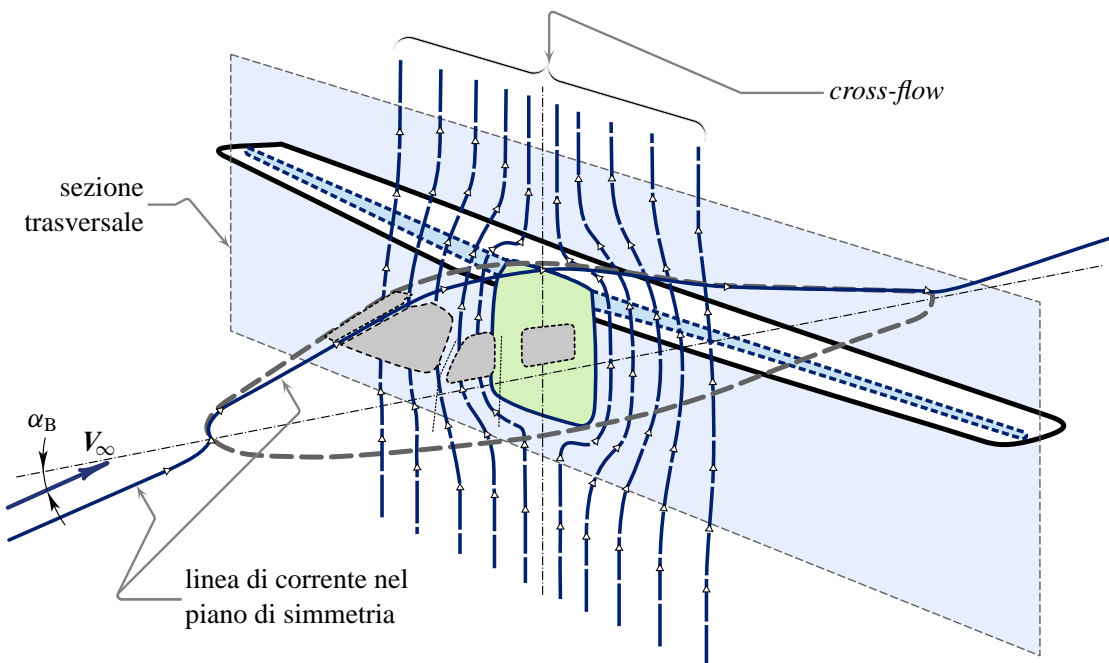 cross-flow
sezione
trasversale
αB
V∞
linea di corrente nel
piano di simmetria